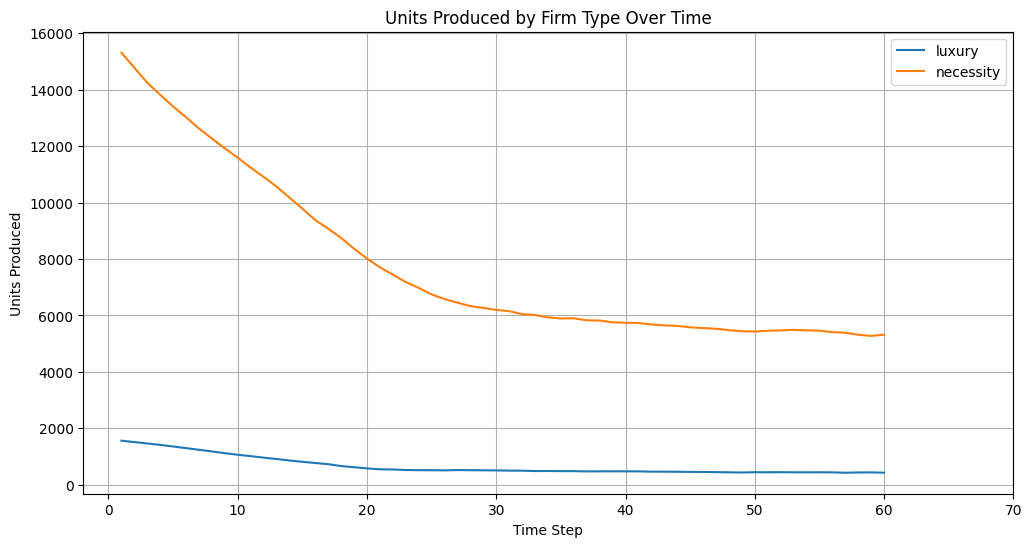 Units Produced by Firm Type Over Time
luxury
necessity
Units Produced
16000
14000
12000
10000
8000
6000
4000
2000
0
0 10 20 30 40 50 60 70
Time Step